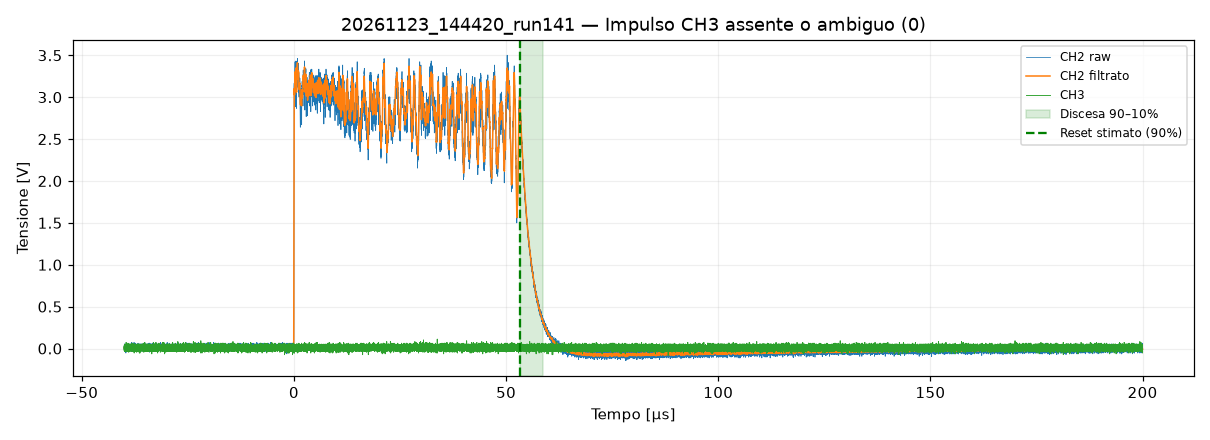 20261123_144420_run141 — Impulso CH3 assente o ambiguo (0)
CH2 raw
CH2 filtrato
CH3
Discesa 90–10%
Reset stimato (90%)
Tensione [V]
3.5
3.0
2.5
2.0
1.5
1.0
0.5
0.0
−50
0
50
100
150
200
Tempo [µs]